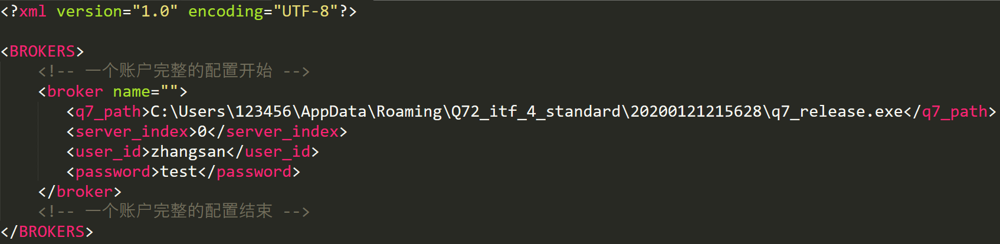 <?xml version="1.0" encoding="UTF-8"?>
<BROKERS>
<!-- 一个账户完整的配置开始 -->
<broker name="">
<q7_path>C:\Users\123456\AppData\Roaming\Q72_itf_4_standard\20200121215628\q7_release.exe</q7_path>
<server_index>0</server_index>
<user_id>zhangsan</user_id>
<password>test</password>
</broker>
<!-- 一个账户完整的配置结束 -->
</BROKERS>